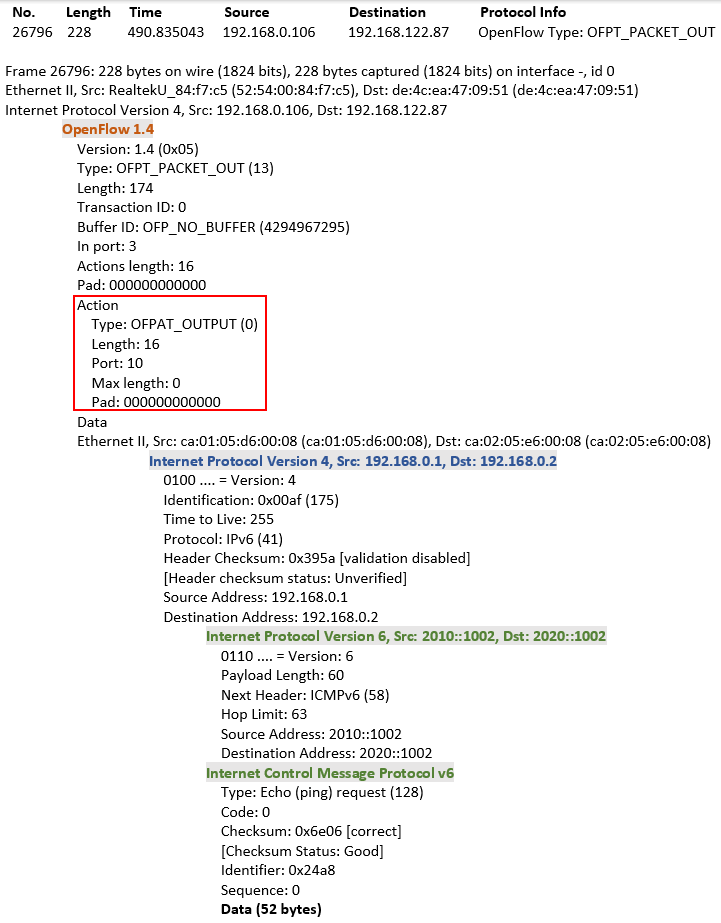 No. Length Time Source Destination Protocol Info
26796 228 490.835043 192.168.0.106 192.168.122.87 OpenFlow Type: OFPT_PACKET_OUT
Frame 26796: 228 bytes on wire (1824 bits), 228 bytes captured (1824 bits) on interface -, id 0
Ethernet II, Src: RealtekU_84:f7:c5 (52:54:00:84:f7:c5), Dst: de:4c:ea:47:09:51 (de:4c:ea:47:09:51)
Internet Protocol Version 4, Src: 192.168.0.106, Dst: 192.168.122.87
OpenFlow 1.4
Version: 1.4 (0x05)
Type: OFPT_PACKET_OUT (13)
Length: 174
Transaction ID: 0
Buffer ID: OFP_NO_BUFFER (4294967295)
In port: 3
Actions length: 16
Pad: 000000000000
Action
Type: OFPAT_OUTPUT (0)
Length: 16
Port: 10
Max length: 0
Pad: 000000000000
Data
Ethernet II, Src: ca:01:05:d6:00:08 (ca:01:05:d6:00:08), Dst: ca:02:05:e6:00:08 (ca:02:05:e6:00:08)
Internet Protocol Version 4, Src: 192.168.0.1, Dst: 192.168.0.2
0100 .... = Version: 4
Identification: 0x00af (175)
Time to Live: 255
Protocol: IPv6 (41)
Header Checksum: 0x395a [validation disabled]
[Header checksum status: Unverified]
Source Address: 192.168.0.1
Destination Address: 192.168.0.2
Internet Protocol Version 6, Src: 2010::1002, Dst: 2020::1002
0110 .... = Version: 6
Payload Length: 60
Next Header: ICMPv6 (58)
Hop Limit: 63
Source Address: 2010::1002
Destination Address: 2020::1002
Internet Control Message Protocol v6
Type: Echo (ping) request (128)
Code: 0
Checksum: 0x6e06 [correct]
[Checksum Status: Good]
Identifier: 0x24a8
Sequence: 0
Data (52 bytes)